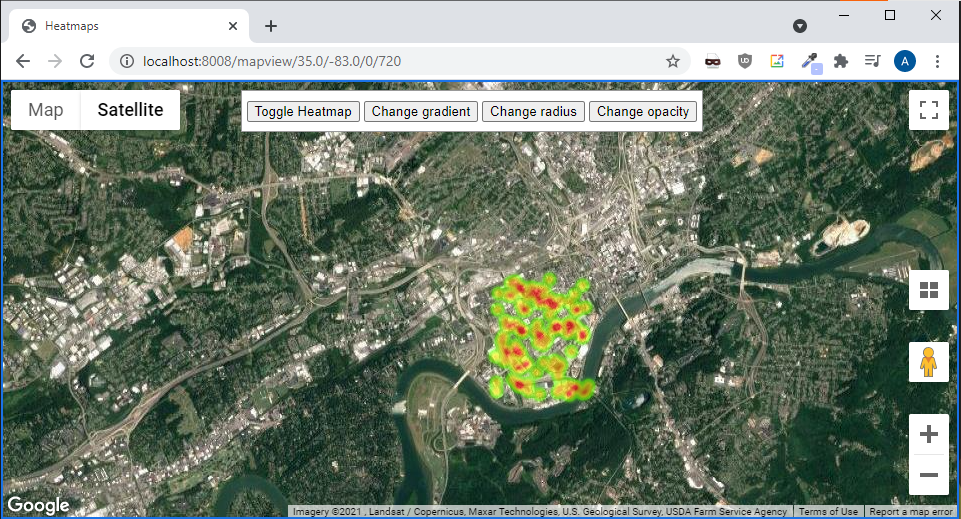 Heatmaps
localhost:8008/mapview/35.0/-83.0/0/720
UD
A
Map Satellite
Toggle Heatmap Change gradient Change radius Change opacity
Google
Imagery ©2021 , Landsat / Copernicus, Maxar Technologies, U.S. Geological Survey, USDA Farm Service Agency Terms of Use Report a map error